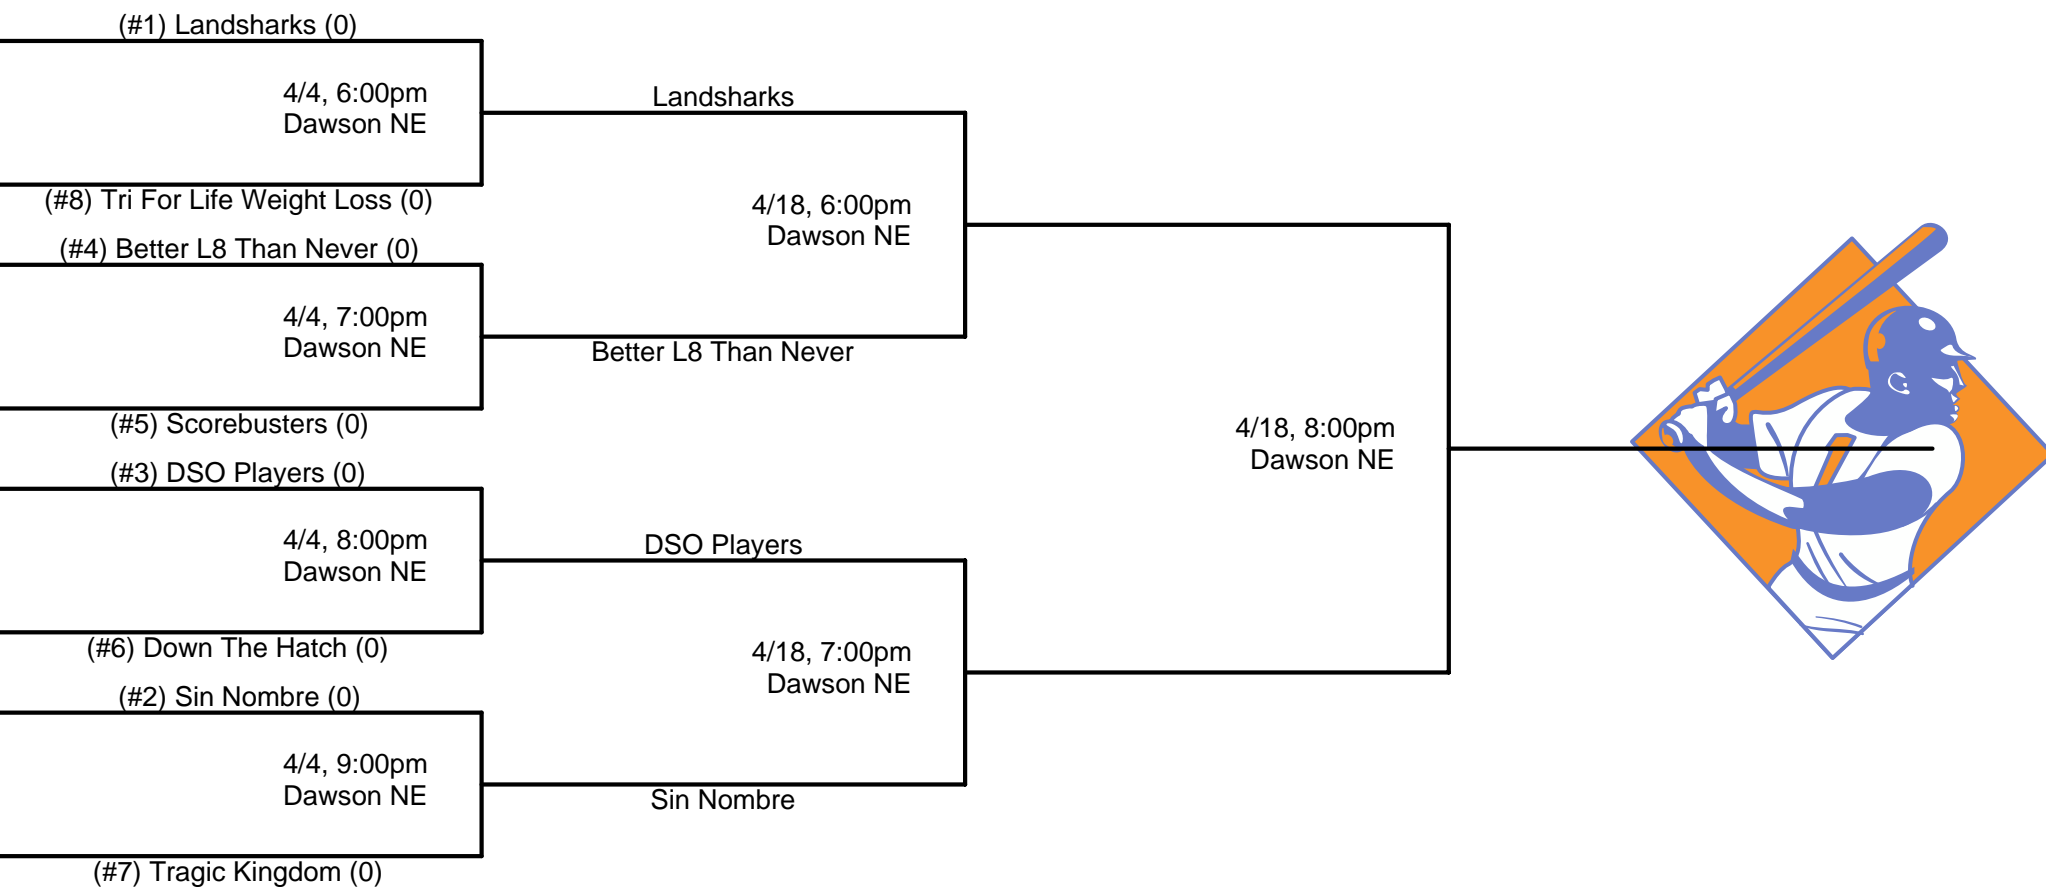 (#1) Landsharks (0)
4/4, 6:00pm
Dawson NE
(#8) Tri For Life Weight Loss (0)
(#4) Better L8 Than Never (0)
4/4, 7:00pm
Dawson NE
(#5) Scorebusters (0)
(#3) DSO Players (0)
4/4, 8:00pm
Dawson NE
(#6) Down The Hatch (0)
(#2) Sin Nombre (0)
4/4, 9:00pm
Dawson NE
(#7) Tragic Kingdom (0)
Landsharks
4/18, 6:00pm
Dawson NE
Better L8 Than Never
DSO Players
4/18, 7:00pm
Dawson NE
Sin Nombre
4/18, 8:00pm
Dawson NE